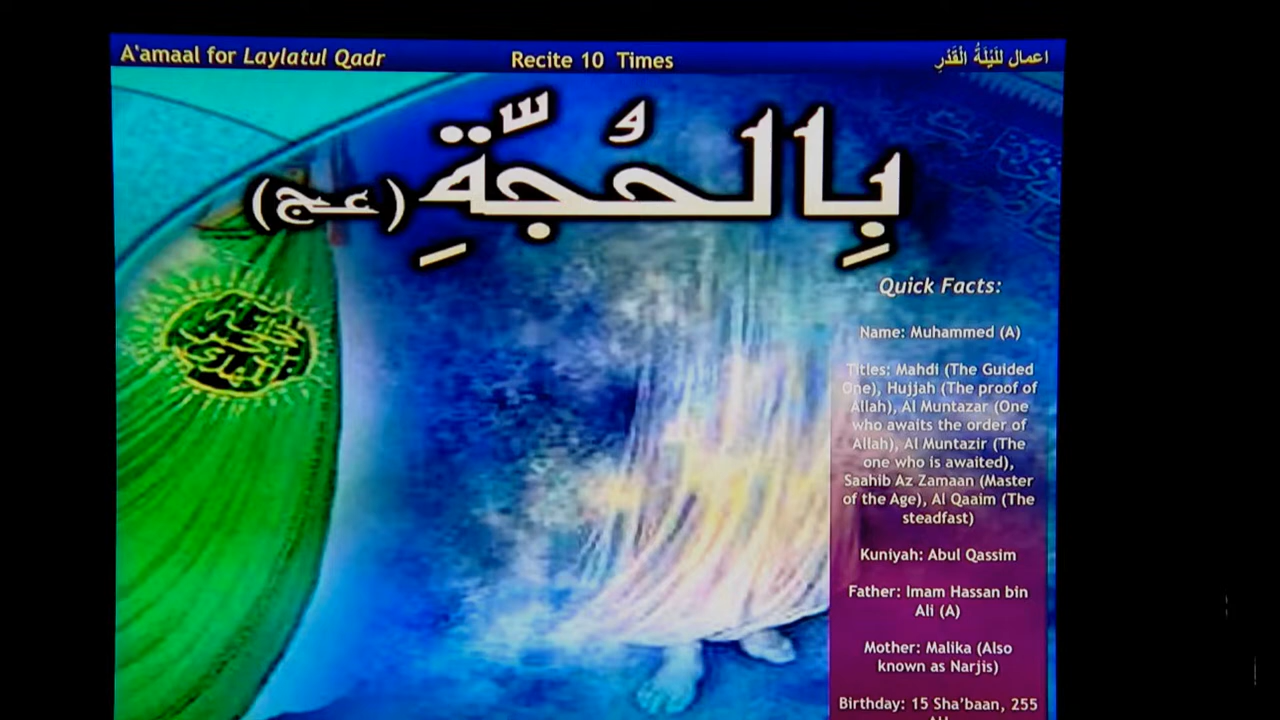 A'amaal for Laylatul Qadr
Recite 10 Times
اعمال لَلَيْلَةُ الْقَدْرِ
بِالحُجّةِ (عج)
Quick Facts:
Name: Muhammed (A)
Titles: Mahdi (The Guided
One), Hujjah (The proof of
Allah), Al Muntazar (One
who awaits the order of
Allah), Al Muntazir (The
one who is awaited),
Saahib Az Zamaan (Master
of the Age), Al Qaaim (The
steadfast)
Kuniyah: Abul Qassim
Father: Imam Hassan bin
Ali (A)
Mother: Malika (Also
known as Narjis)
Birthday: 15 Sha'baan, 255